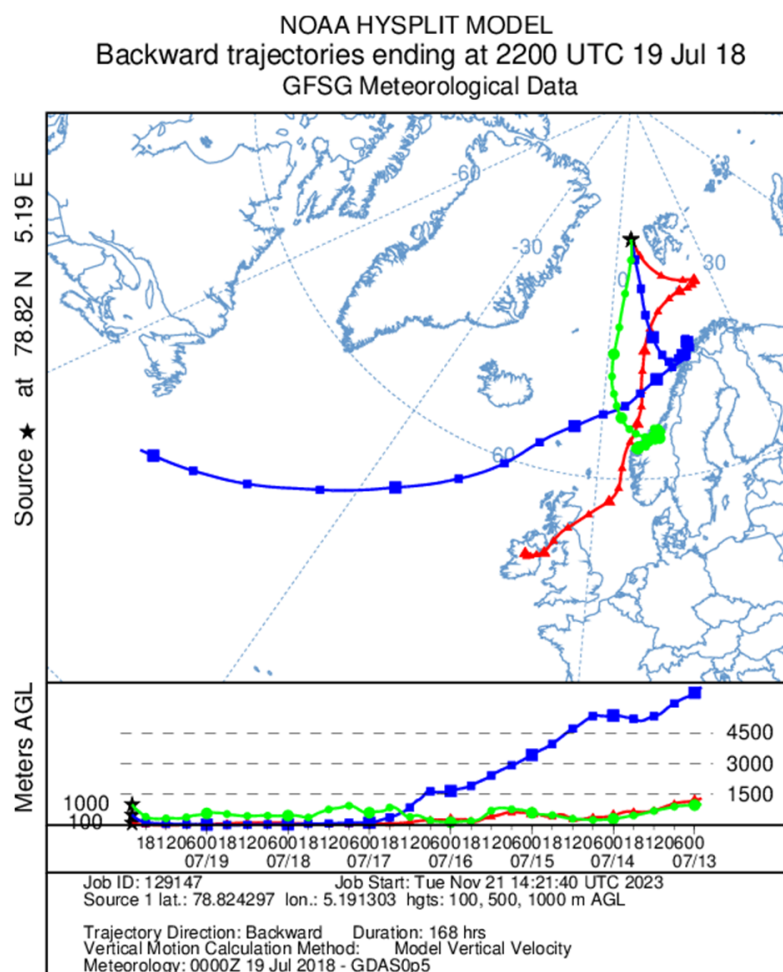 NOAA HYSPLIT MODEL
Backward trajectories ending at 2200 UTC 19 Jul 18
GFSG Meteorological Data
Source ★ at 78.82 N 5.19 E
-60
-30
0
30
60
Meters AGL
4500
3000
1500
1000
100
18 12 06 00 18 12 06 00 18 12 06 00 18 12 06 00 18 12 06 00 18 12 06 00 18 12 06 00
07/19 07/18 07/17 07/16 07/15 07/14 07/13
Job ID: 129147 Job Start: Tue Nov 21 14:21:40 UTC 2023
Source 1 lat.: 78.824297 lon.: 5.191303 hgts: 100, 500, 1000 m AGL
Trajectory Direction: Backward Duration: 168 hrs
Vertical Motion Calculation Method: Model Vertical Velocity
Meteorology: 0000Z 19 Jul 2018 - GDAS0p5